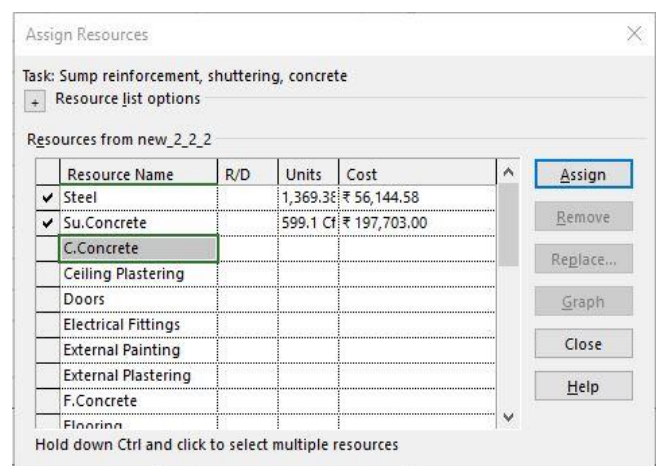 Assign Resources
Task: Sump reinforcement, shuttering, concrete
+ Resource list options
Resources from new_2_2_2
Resource Name R/D Units Cost
Steel 1,369.38 ₹ 56,144.58
Su.Concrete 599.1 Cf ₹ 197,703.00
C.Concrete
Ceiling Plastering
Doors
Electrical Fittings
External Painting
External Plastering
F.Concrete
Flooring
Assign
Remove
Replace...
Graph
Close
Help
Hold down Ctrl and click to select multiple resources